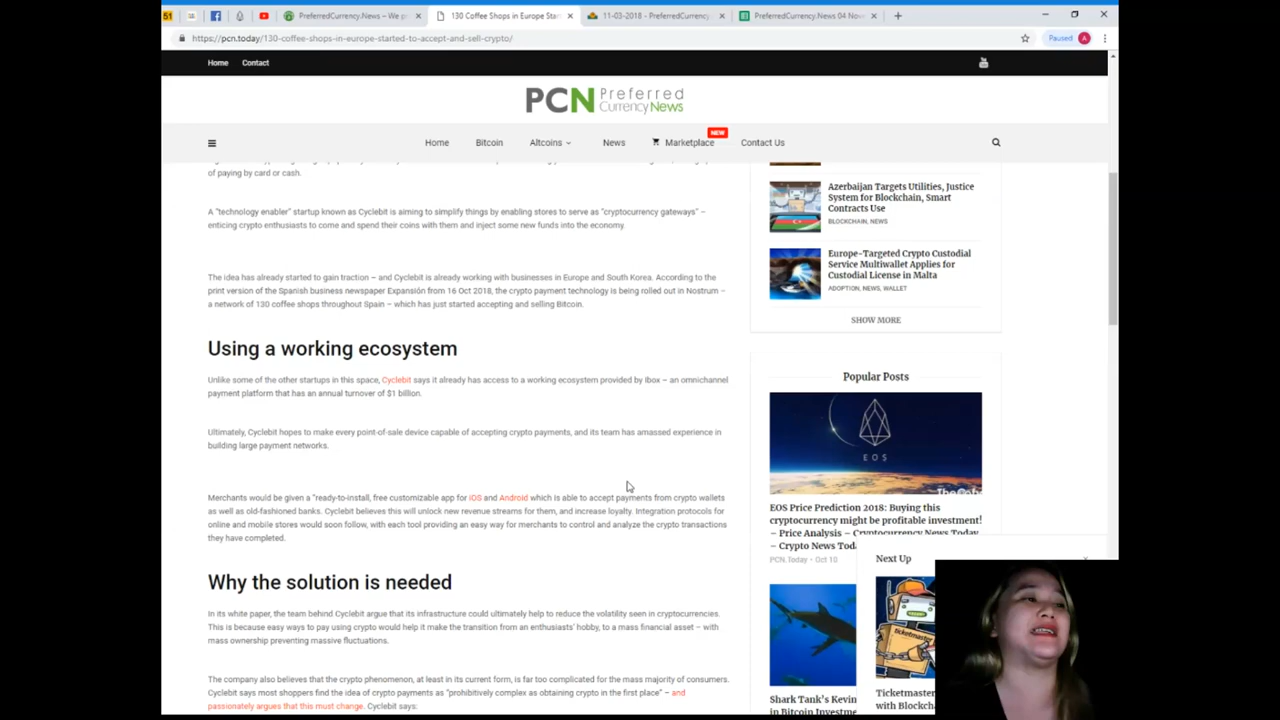 51
PreferredCurrency.News – We pr
130 Coffee Shops in Europe Star
11-03-2018 - PreferredCurrency
PreferredCurrency.News 04 Nov
https://pcn.today/130-coffee-shops-in-europe-started-to-accept-and-sell-crypto/
Paused
A
Home
Contact
PCN Preferred
Currency News
NEW
Home
Bitcoin
Altcoins
News
Marketplace
Contact Us
of paying by card or cash.
A "technology enabler" startup known as Cyclebit is aiming to simplify things by enabling stores to serve as "cryptocurrency gateways" –
enticing crypto enthusiasts to come and spend their coins with them and inject some new funds into the economy.
The idea has already started to gain traction – and Cyclebit is already working with businesses in Europe and South Korea. According to the
print version of the Spanish business newspaper Expansión from 16 Oct 2018, the crypto payment technology is being rolled out in Nostrum –
a network of 130 coffee shops throughout Spain – which has just started accepting and selling Bitcoin.
Using a working ecosystem
Unlike some of the other startups in this space, Cyclebit says it already has access to a working ecosystem provided by Ibox – an omnichannel
payment platform that has an annual turnover of $1 billion.
Ultimately, Cyclebit hopes to make every point-of-sale device capable of accepting crypto payments, and its team has amassed experience in
building large payment networks.
Merchants would be given a "ready-to-install, free customizable app for iOS and Android which is able to accept payments from crypto wallets
as well as old-fashioned banks. Cyclebit believes this will unlock new revenue streams for them, and increase loyalty. Integration protocols for
online and mobile stores would soon follow, with each tool providing an easy way for merchants to control and analyze the crypto transactions
they have completed.
Why the solution is needed
In its white paper, the team behind Cyclebit argue that its infrastructure could ultimately help to reduce the volatility seen in cryptocurrencies.
This is because easy ways to pay using crypto would help it make the transition from an enthusiasts' hobby, to a mass financial asset – with
mass ownership preventing massive fluctuations.
The company also believes that the crypto phenomenon, at least in its current form, is far too complicated for the mass majority of consumers.
Cyclebit says most shoppers find the idea of crypto payments as "prohibitively complex as obtaining crypto in the first place" – and
passionately argues that this must change. Cyclebit says:
Azerbaijan Targets Utilities, Justice
System for Blockchain, Smart
Contracts Use
BLOCKCHAIN, NEWS
Europe-Targeted Crypto Custodial
Service Multiwallet Applies for
Custodial License in Malta
ADOPTION, NEWS, WALLET
SHOW MORE
Popular Posts
EOS
EOS Price Prediction 2018: Buying this
cryptocurrency might be profitable investment!
– Price Analysis – Cryptocurrency News Today
– Crypto News Toda
PCN.Today - Oct 10
Next Up
ticketmaster
Shark Tank's Kevin
in Bitcoin Investme
Ticketmaster
with Blockch